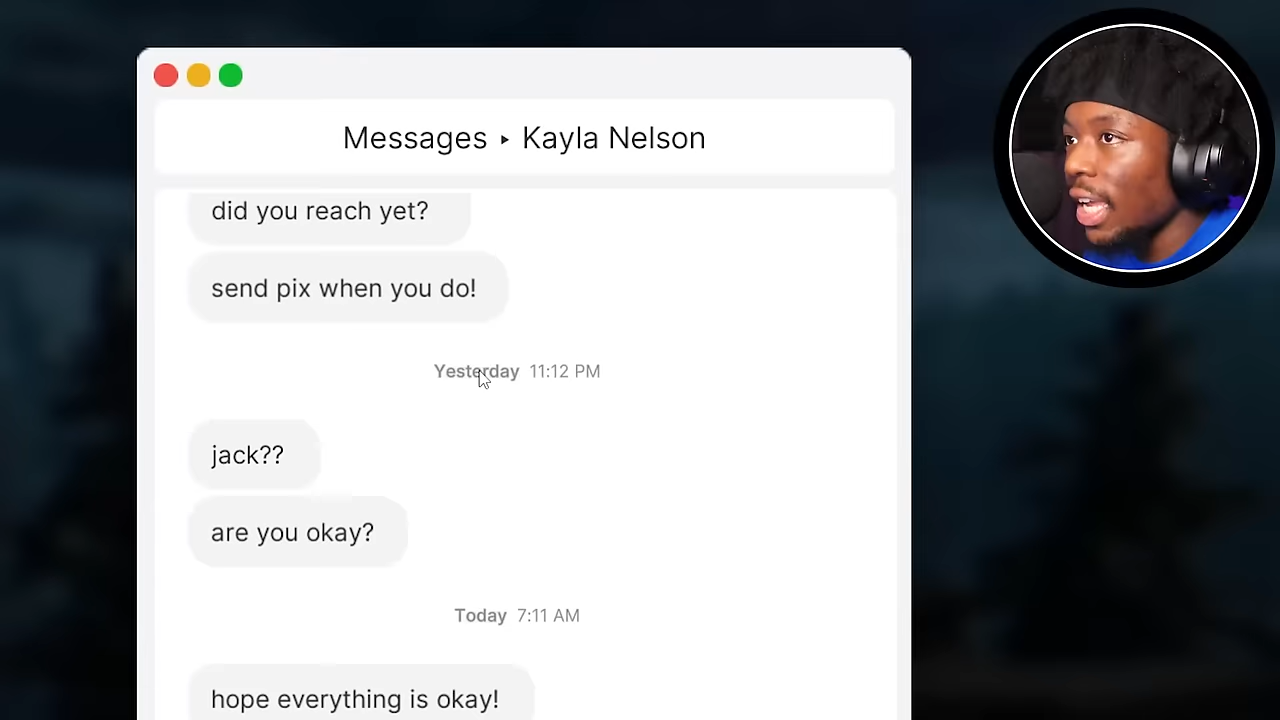 Messages ▸ Kayla Nelson
did you reach yet?
send pix when you do!
Yesterday 11:12 PM
jack??
are you okay?
Today 7:11 AM
hope everything is okay!